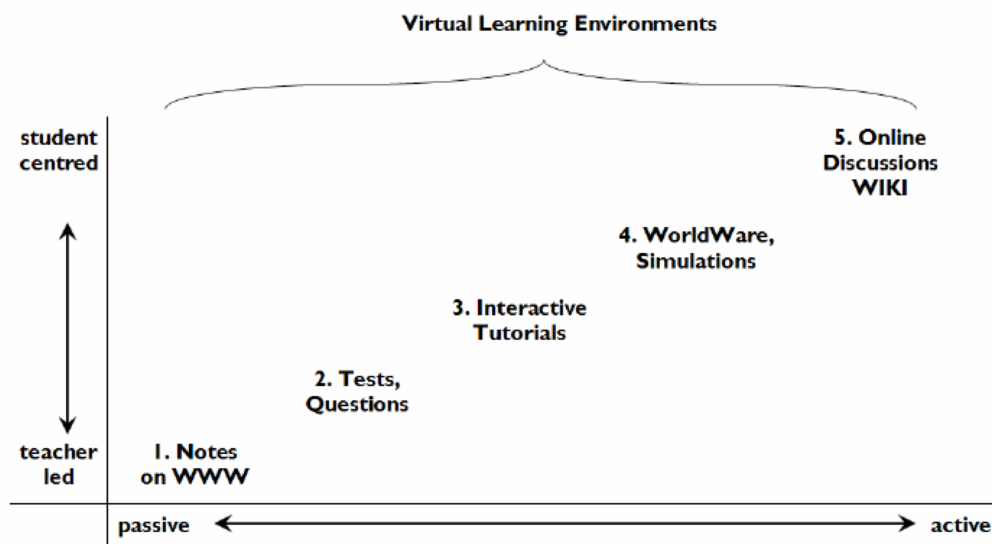 Virtual Learning Environments
student
centred
5. Online
Discussions
WIKI
4. WorldWare,
Simulations
3. Interactive
Tutorials
2. Tests,
Questions
teacher
led
1. Notes
on WWW
passive
active